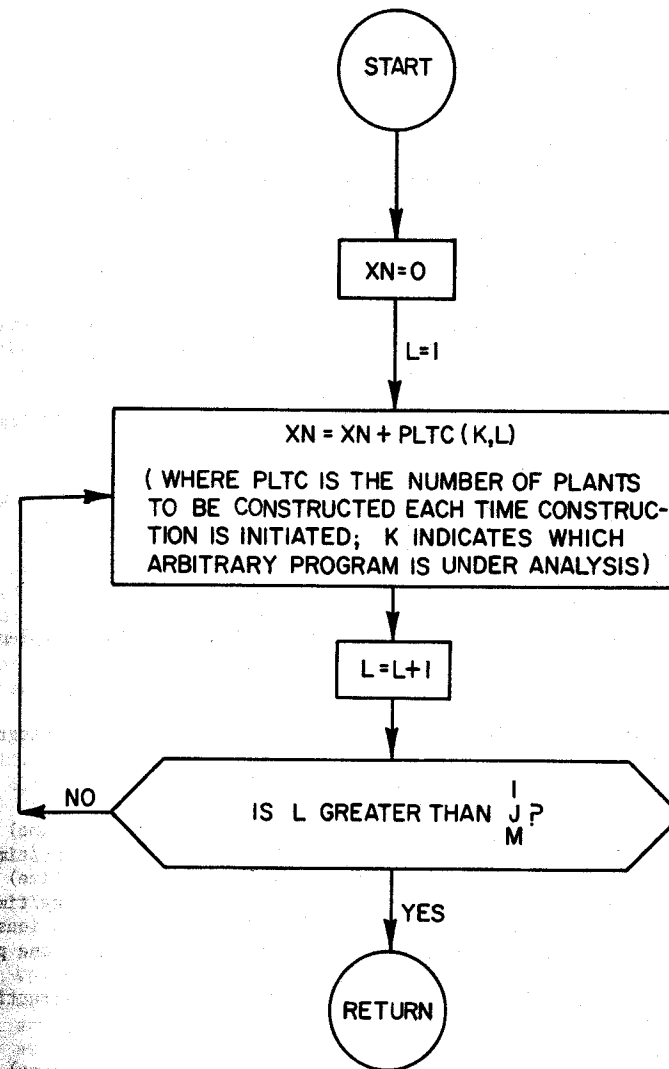 START
XN=0
L=1
XN = XN + PLTC (K,L)
( WHERE PLTC IS THE NUMBER OF PLANTS
TO BE CONSTRUCTED EACH TIME CONSTRUC-
TION IS INITIATED; K INDICATES WHICH
ARBITRARY PROGRAM IS UNDER ANALYSIS)
L=L+1
NO
I
IS L GREATER THAN J ?
M
YES
RETURN